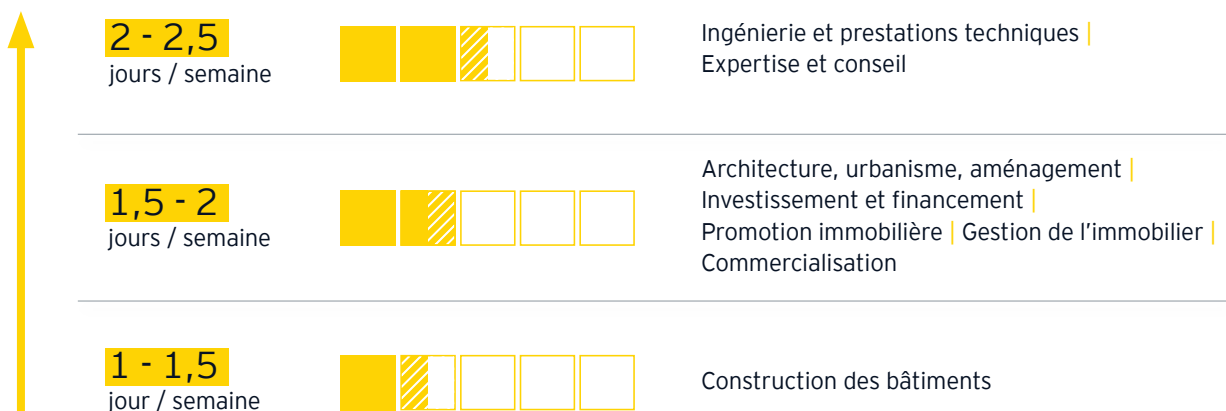 2 - 2,5
jours / semaine
Ingénierie et prestations techniques |
Expertise et conseil
1,5 - 2
jours / semaine
Architecture, urbanisme, aménagement |
Investissement et financement |
Promotion immobilière | Gestion de l'immobilier |
Commercialisation
1 - 1,5
jour / semaine
Construction des bâtiments